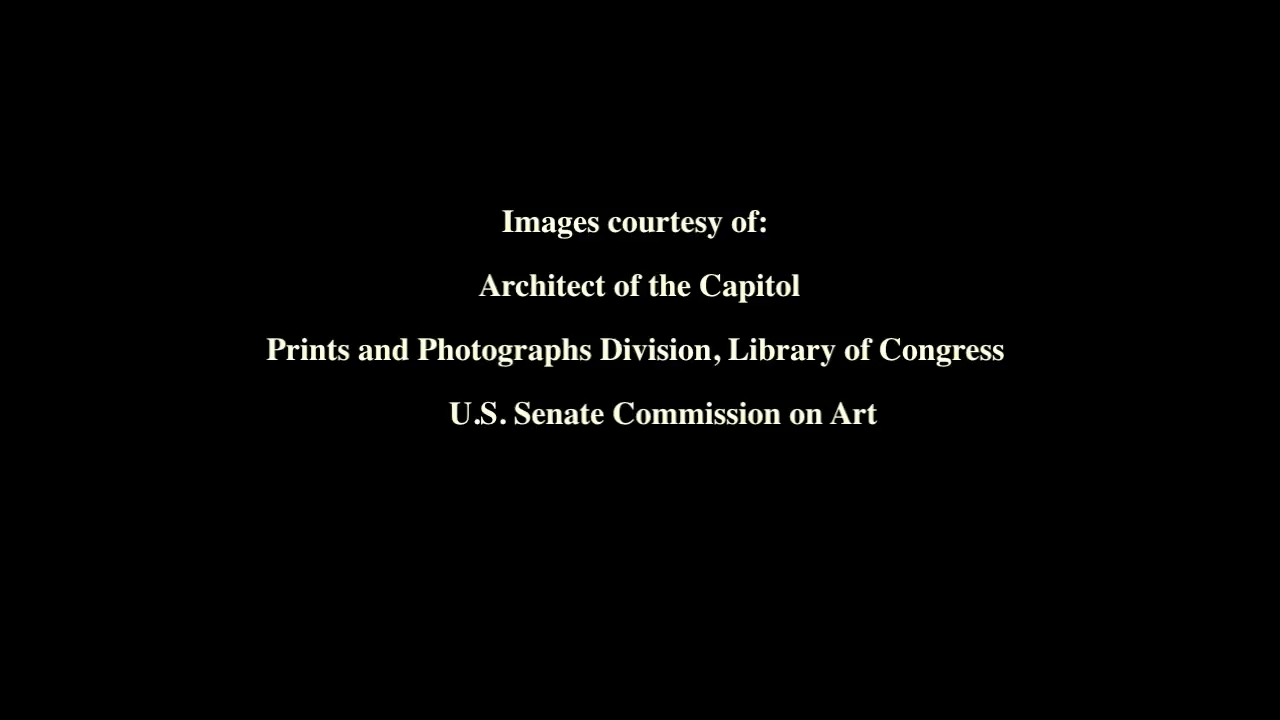 Images courtesy of:
Architect of the Capitol
Prints and Photographs Division, Library of Congress
U.S. Senate Commission on Art